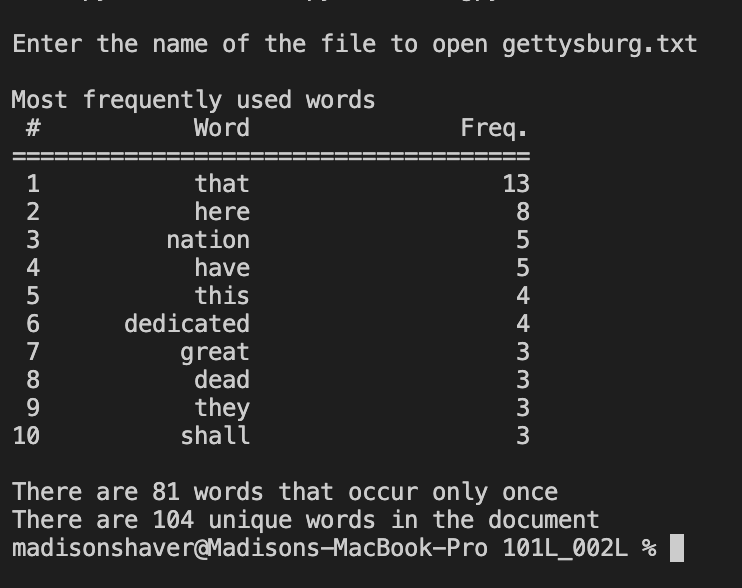 Enter the name of the file to open gettysburg.txt
Most frequently used words
# Word Freq.
=====================================
1 that 13
2 here 8
3 nation 5
4 have 5
5 this 4
6 dedicated 4
7 great 3
8 dead 3
9 they 3
10 shall 3
There are 81 words that occur only once
There are 104 unique words in the document
madisonshaver@Madisons-MacBook-Pro 101L_002L %